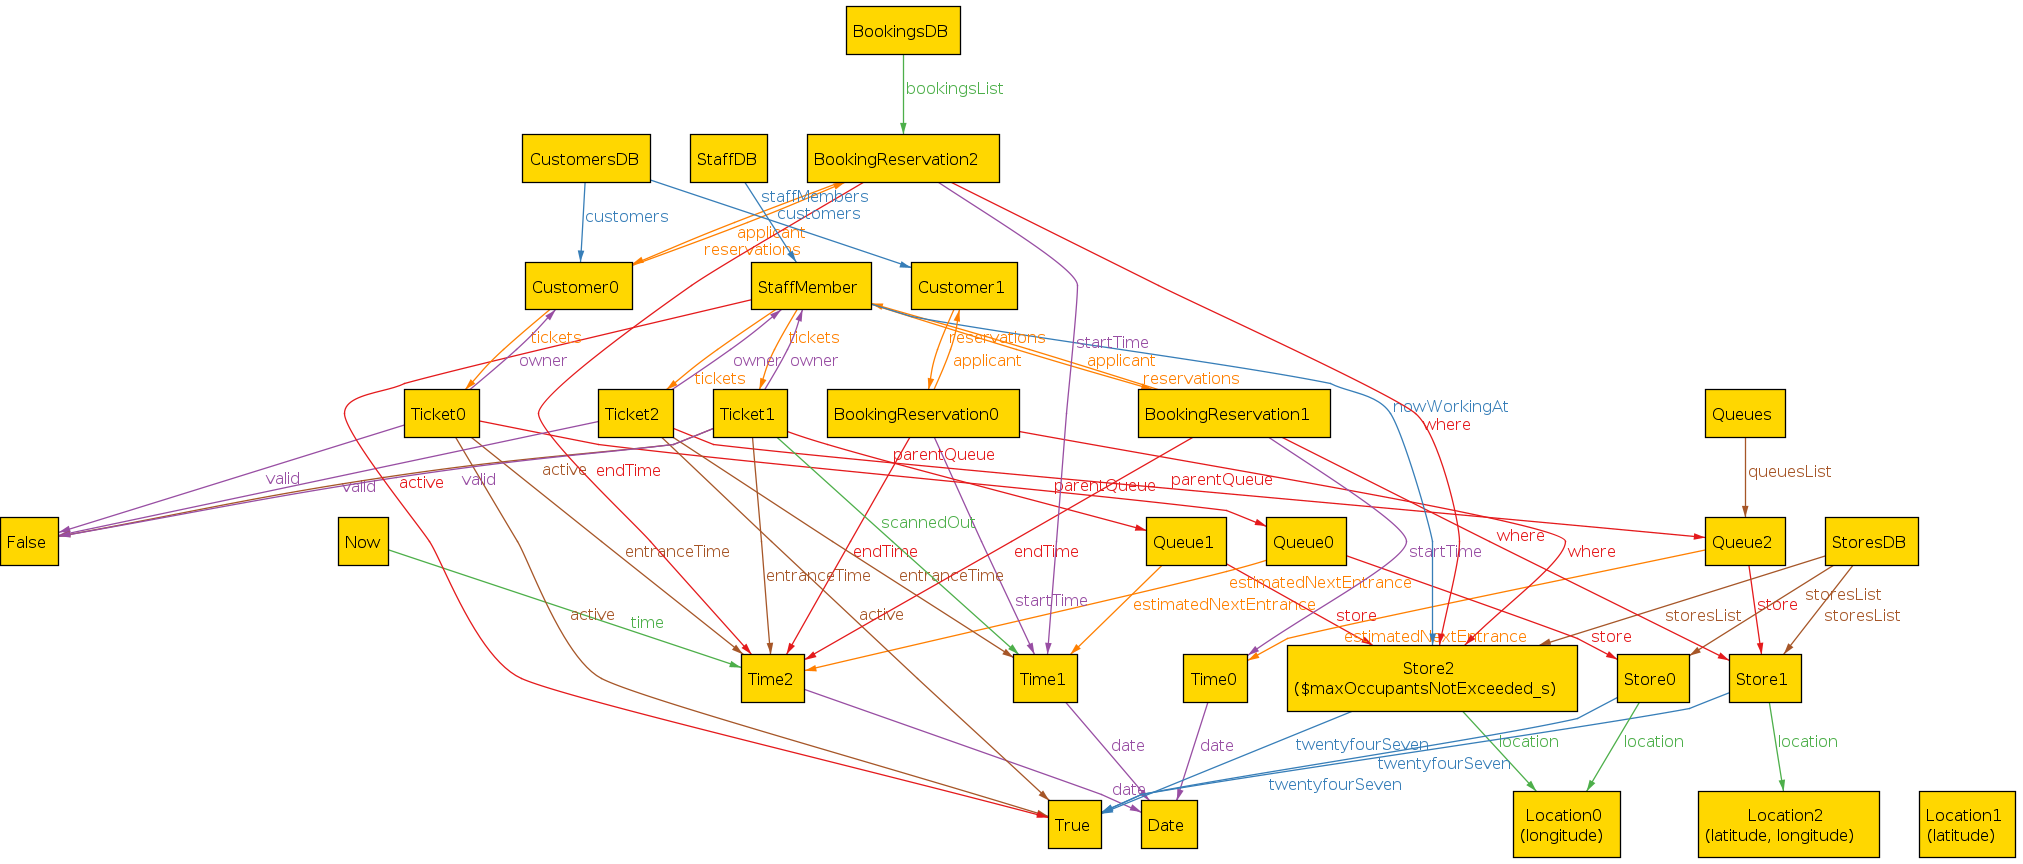 BookingsDB
bookingsList
CustomersDB
StaffDB
BookingReservation2
staffMembers
customers
customers
applicant
reservations
Customer0
StaffMember
Customer1
tickets
tickets
reservations
startTime
owner
owner
owner
applicant
applicant
tickets
reservations
nowWorkingAt
Ticket0
Ticket2
Ticket1
BookingReservation0
BookingReservation1
Queues
where
parentQueue
active
endTime
queuesList
valid
valid
active
valid
parentQueue
parentQueue
scannedOut
False
Now
Queue1
Queue0
Queue2
StoresDB
where
entranceTime
endTime
endTime
startTime
where
entranceTime
entranceTime
estimatedNextEntrance
storesList
active
time
active
startTime
estimatedNextEntrance
store
storesList
store
storesList
estimatedNextEntrance
store
Time2
Time1
Time0
Store2
($maxOccupantsNotExceeded_s)
Store0
Store1
date
date
twentyfourSeven
location
location
location
twentyfourSeven
date
twentyfourSeven
True
Date
Location0
(longitude)
Location2
(latitude, longitude)
Location1
(latitude)